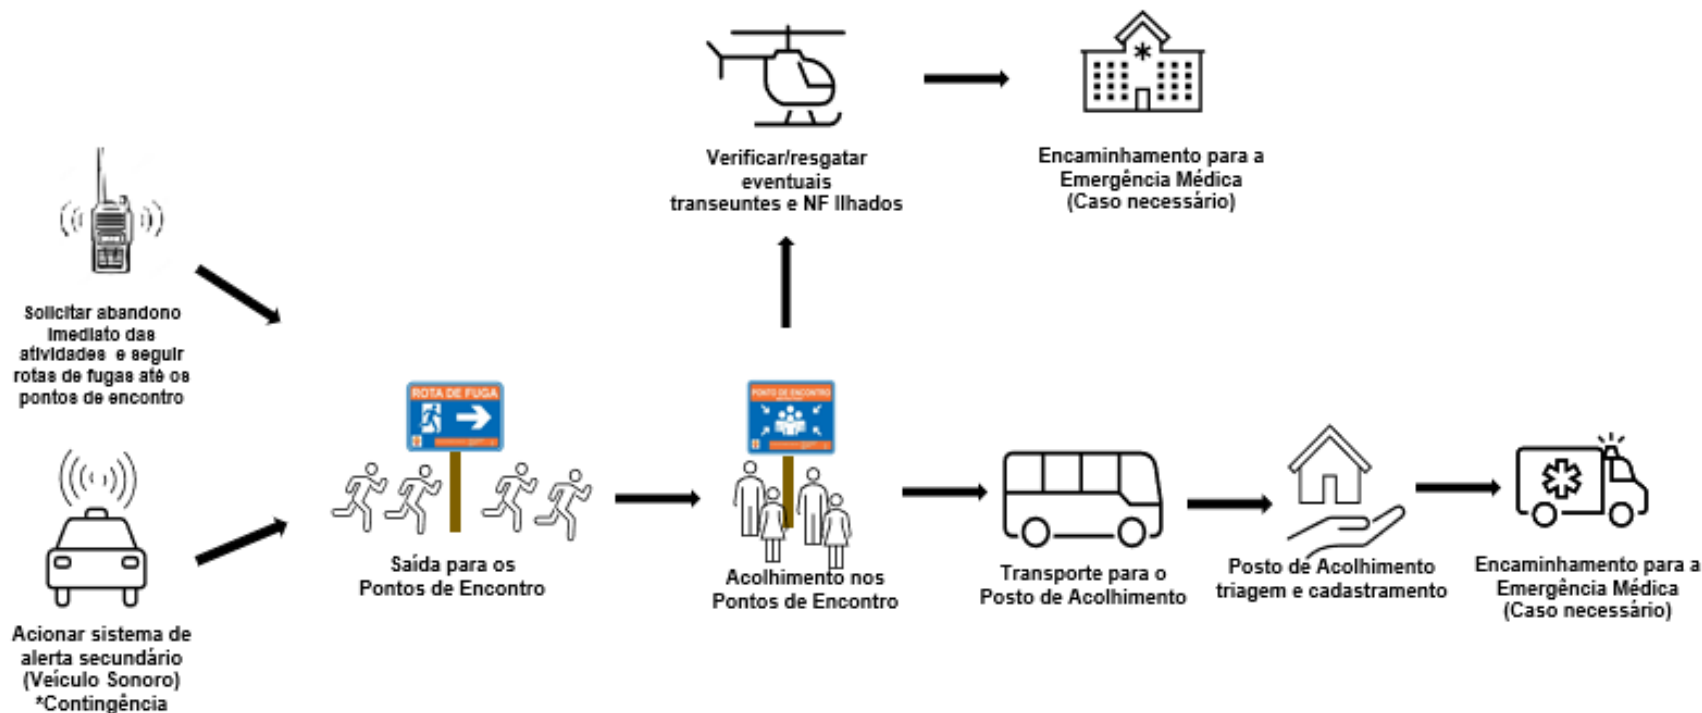 Verificar/resgatar
eventuais
transeuntes e NF Ilhados
Encaminhamento para a
Emergência Médica
(Caso necessário)
Solicitar abandono
imediato das
atividades e seguir
rotas de fugas até os
pontos de encontro
ROTA DE FUGA
PONTO DE ENCONTRO
Saída para os
Pontos de Encontro
Acolhimento nos
Pontos de Encontro
Transporte para o
Posto de Acolhimento
Posto de Acolhimento
triagem e cadastramento
Encaminhamento para a
Emergência Médica
(Caso necessário)
Acionar sistema de
alerta secundário
(Veículo Sonoro)
*Contingência